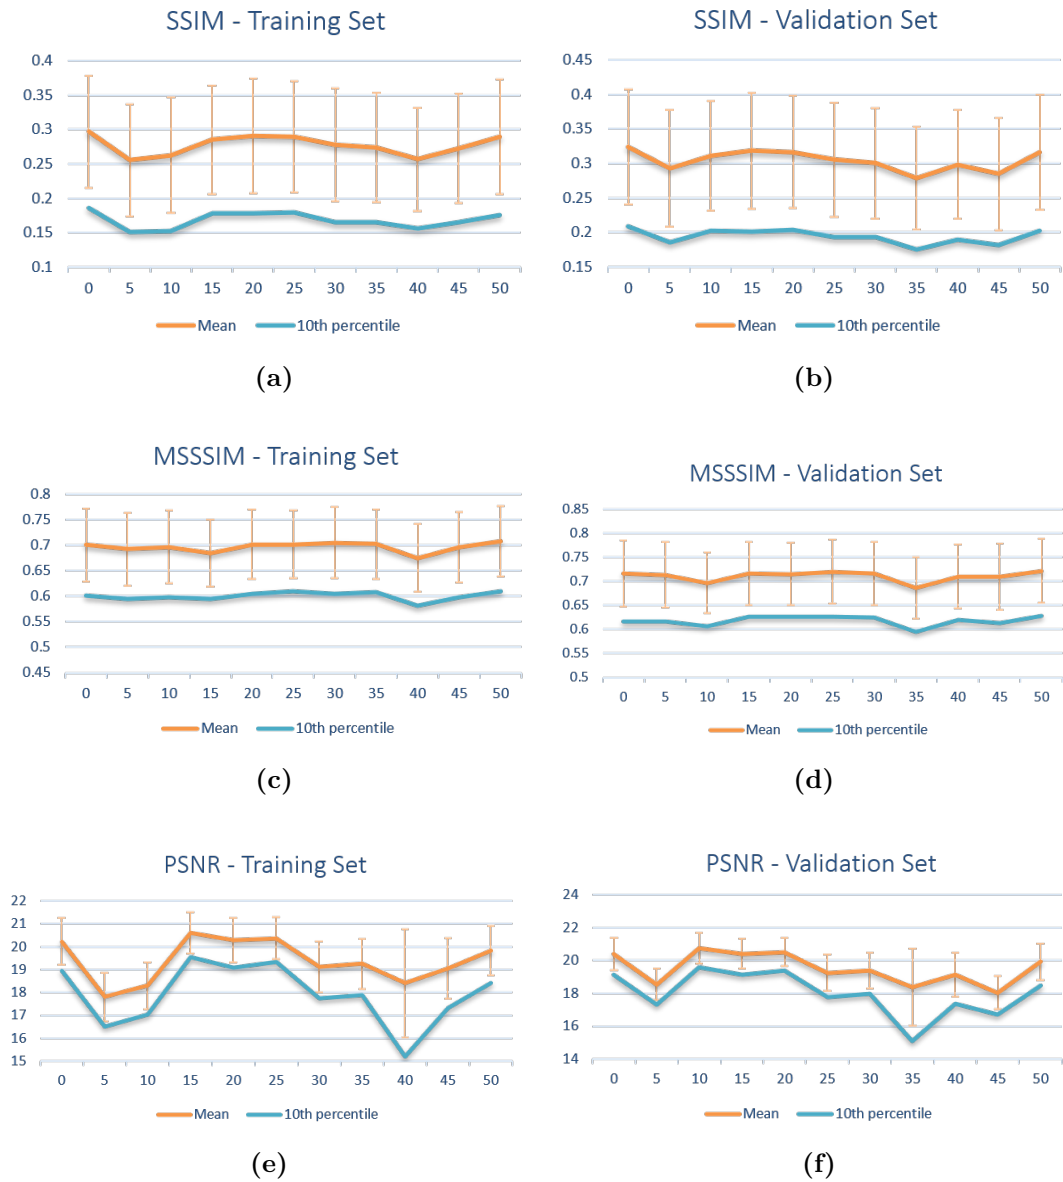 SSIM - Training Set
0.4
0.35
0.3
0.25
0.2
0.15
0.1
0 5 10 15 20 25 30 35 40 45 50
Mean 10th percentile
(a)
SSIM - Validation Set
0.45
0.4
0.35
0.3
0.25
0.2
0.15
0 5 10 15 20 25 30 35 40 45 50
Mean 10th percentile
(b)
MSSSIM - Training Set
0.8
0.75
0.7
0.65
0.6
0.55
0.5
0.45
0 5 10 15 20 25 30 35 40 45 50
Mean 10th percentile
(c)
MSSSIM - Validation Set
0.85
0.8
0.75
0.7
0.65
0.6
0.55
0.5
0 5 10 15 20 25 30 35 40 45 50
Mean 10th percentile
(d)
PSNR - Training Set
22
21
20
19
18
17
16
15
0 5 10 15 20 25 30 35 40 45 50
Mean 10th percentile
(e)
PSNR - Validation Set
24
22
20
18
16
14
0 5 10 15 20 25 30 35 40 45 50
Mean 10th percentile
(f)